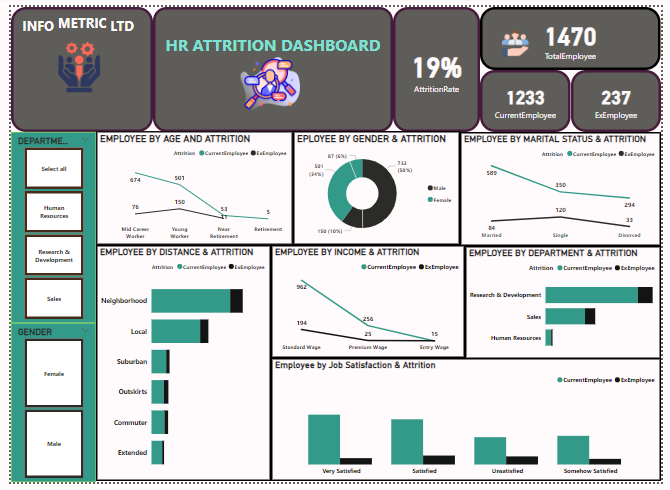 INFO METRIC LTD
HR ATTRITION DASHBOARD
19%
AttritionRate
1470
TotalEmployee
1233
CurrentEmployee
237
ExEmployee
DEPARTME...
Select all
Human
Resources
Research &
Development
Sales
GENDER
Female
Male
EMPLOYEE BY AGE AND ATTRITION
Attrition CurrentEmployee ExEmployee
674
501
76
150
53
11
5
Mid Career
Worker
Young
Worker
Near
Retirement
Retirement
EPLOYEE BY GENDER & ATTRITION
87 (6%)
501
(34%)
732
(50%)
150 (10%)
Male
Female
EMPLOYEE BY MARITAL STATUS & ATTRITION
Attrition CurrentEmployee ExEmployee
589
350
294
84
120
33
Married Single Divorced
EMPLOYEE BY DISTANCE & ATTRITION
Attrition CurrentEmployee ExEmployee
Neighborhood
Local
Suburban
Outskirts
Commuter
Extended
EMPLOYEE BY INCOME & ATTRITION
CurrentEmployee ExEmployee
962
256
194
25
15
Standard Wage Premium Wage Entry Wage
EMPLOYEE BY DEPARTMENT & ATTRITION
Attrition CurrentEmployee ExEmployee
Research & Development
Sales
Human Resources
Employee by Job Satisfaction & Attrition
CurrentEmployee ExEmployee
Very Satisfied Satisfied Unsatisfied Somehow Satisfied